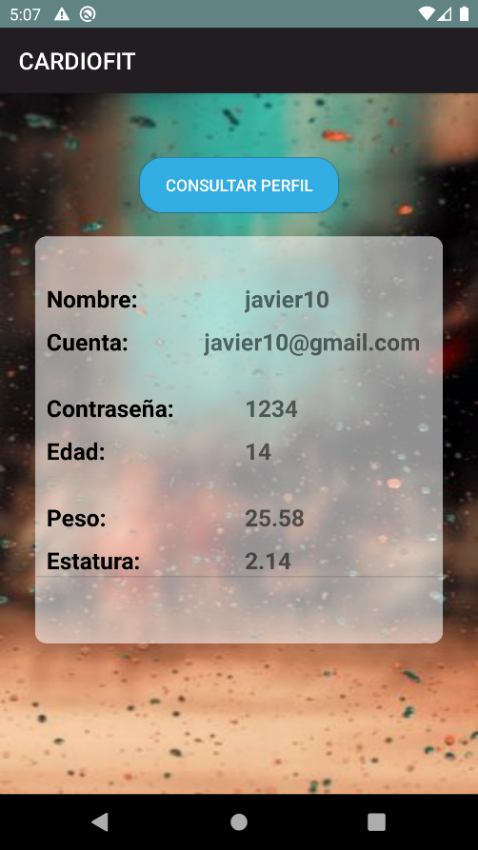 5:07
CARDIOFIT
CONSULTAR PERFIL
Nombre: javier10
Cuenta: javier10@gmail.com
Contraseña: 1234
Edad: 14
Peso: 25.58
Estatura: 2.14